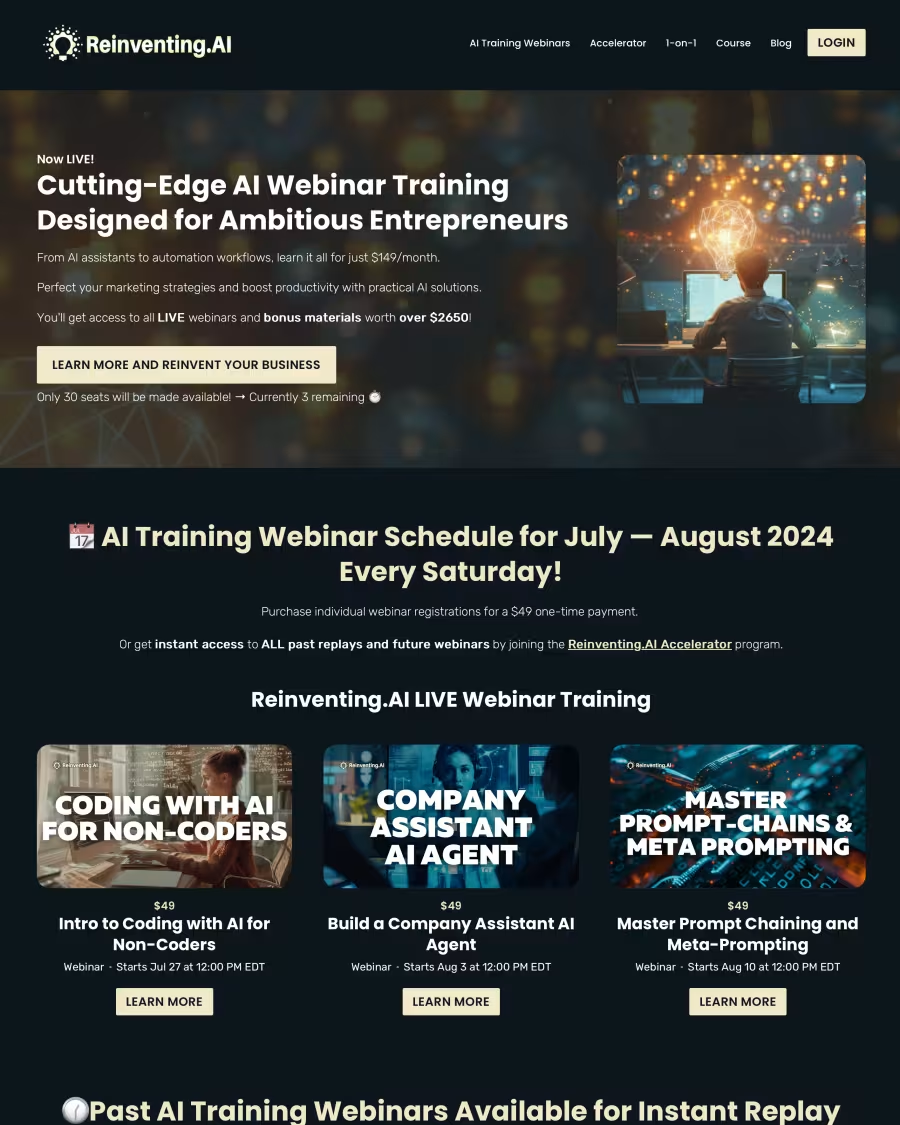 Reinventing.AI
AI Training Webinars Accelerator 1-on-1 Course Blog LOGIN
Now LIVE!
Cutting-Edge AI Webinar Training
Designed for Ambitious Entrepreneurs
From AI assistants to automation workflows, learn it all for just $149/month.
Perfect your marketing strategies and boost productivity with practical AI solutions.
You'll get access to all LIVE webinars and bonus materials worth over $2650!
LEARN MORE AND REINVENT YOUR BUSINESS
Only 30 seats will be made available! → Currently 3 remaining ⏱️
📆 AI Training Webinar Schedule for July — August 2024
Every Saturday!
Purchase individual webinar registrations for a $49 one-time payment.
Or get instant access to ALL past replays and future webinars by joining the Reinventing.AI Accelerator program.
Reinventing.AI LIVE Webinar Training
Reinventing.AI
CODING WITH AI
FOR NON-CODERS
$49
Intro to Coding with AI for
Non-Coders
Webinar · Starts Jul 27 at 12:00 PM EDT
LEARN MORE
Reinventing.AI
COMPANY
ASSISTANT
AI AGENT
$49
Build a Company Assistant AI
Agent
Webinar · Starts Aug 3 at 12:00 PM EDT
LEARN MORE
Reinventing.AI
MASTER
PROMPT-CHAINS &
META PROMPTING
$49
Master Prompt Chaining and
Meta-Prompting
Webinar · Starts Aug 10 at 12:00 PM EDT
LEARN MORE
Past AI Training Webinars Available for Instant Replay